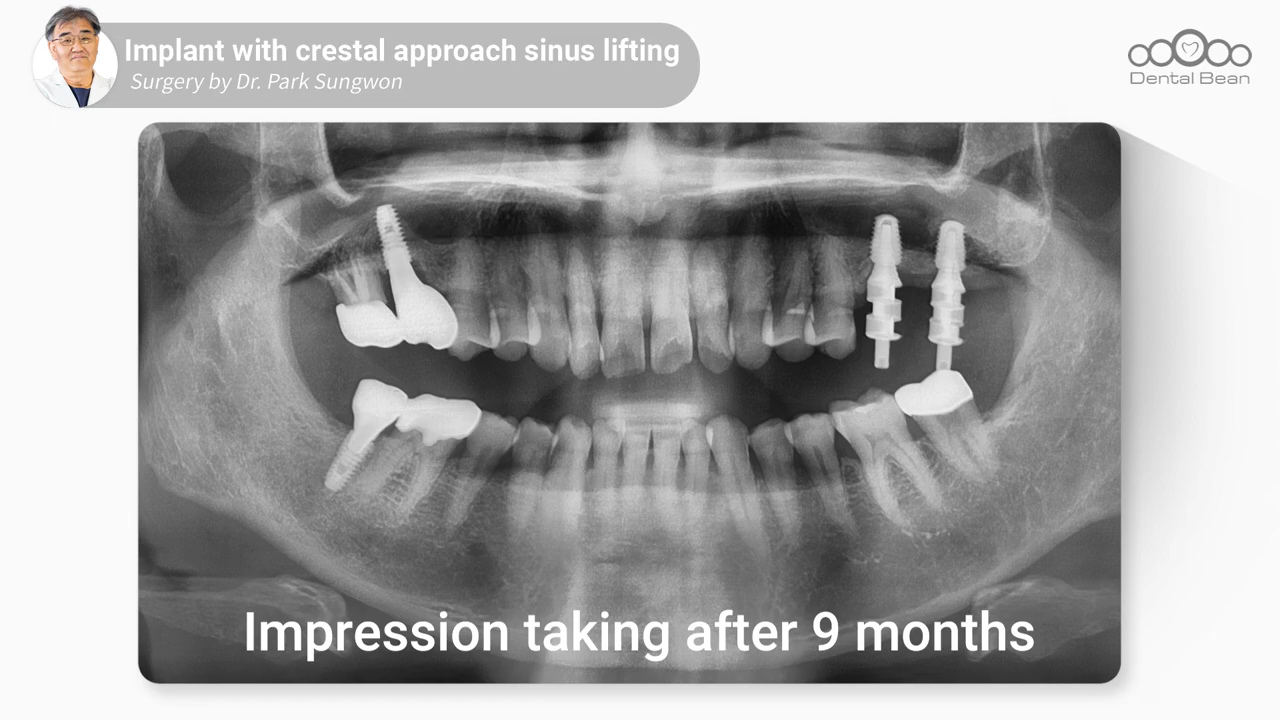 Implant with crestal approach sinus lifting
Surgery by Dr. Park Sungwon
Dental Bean
Impression taking after 9 months